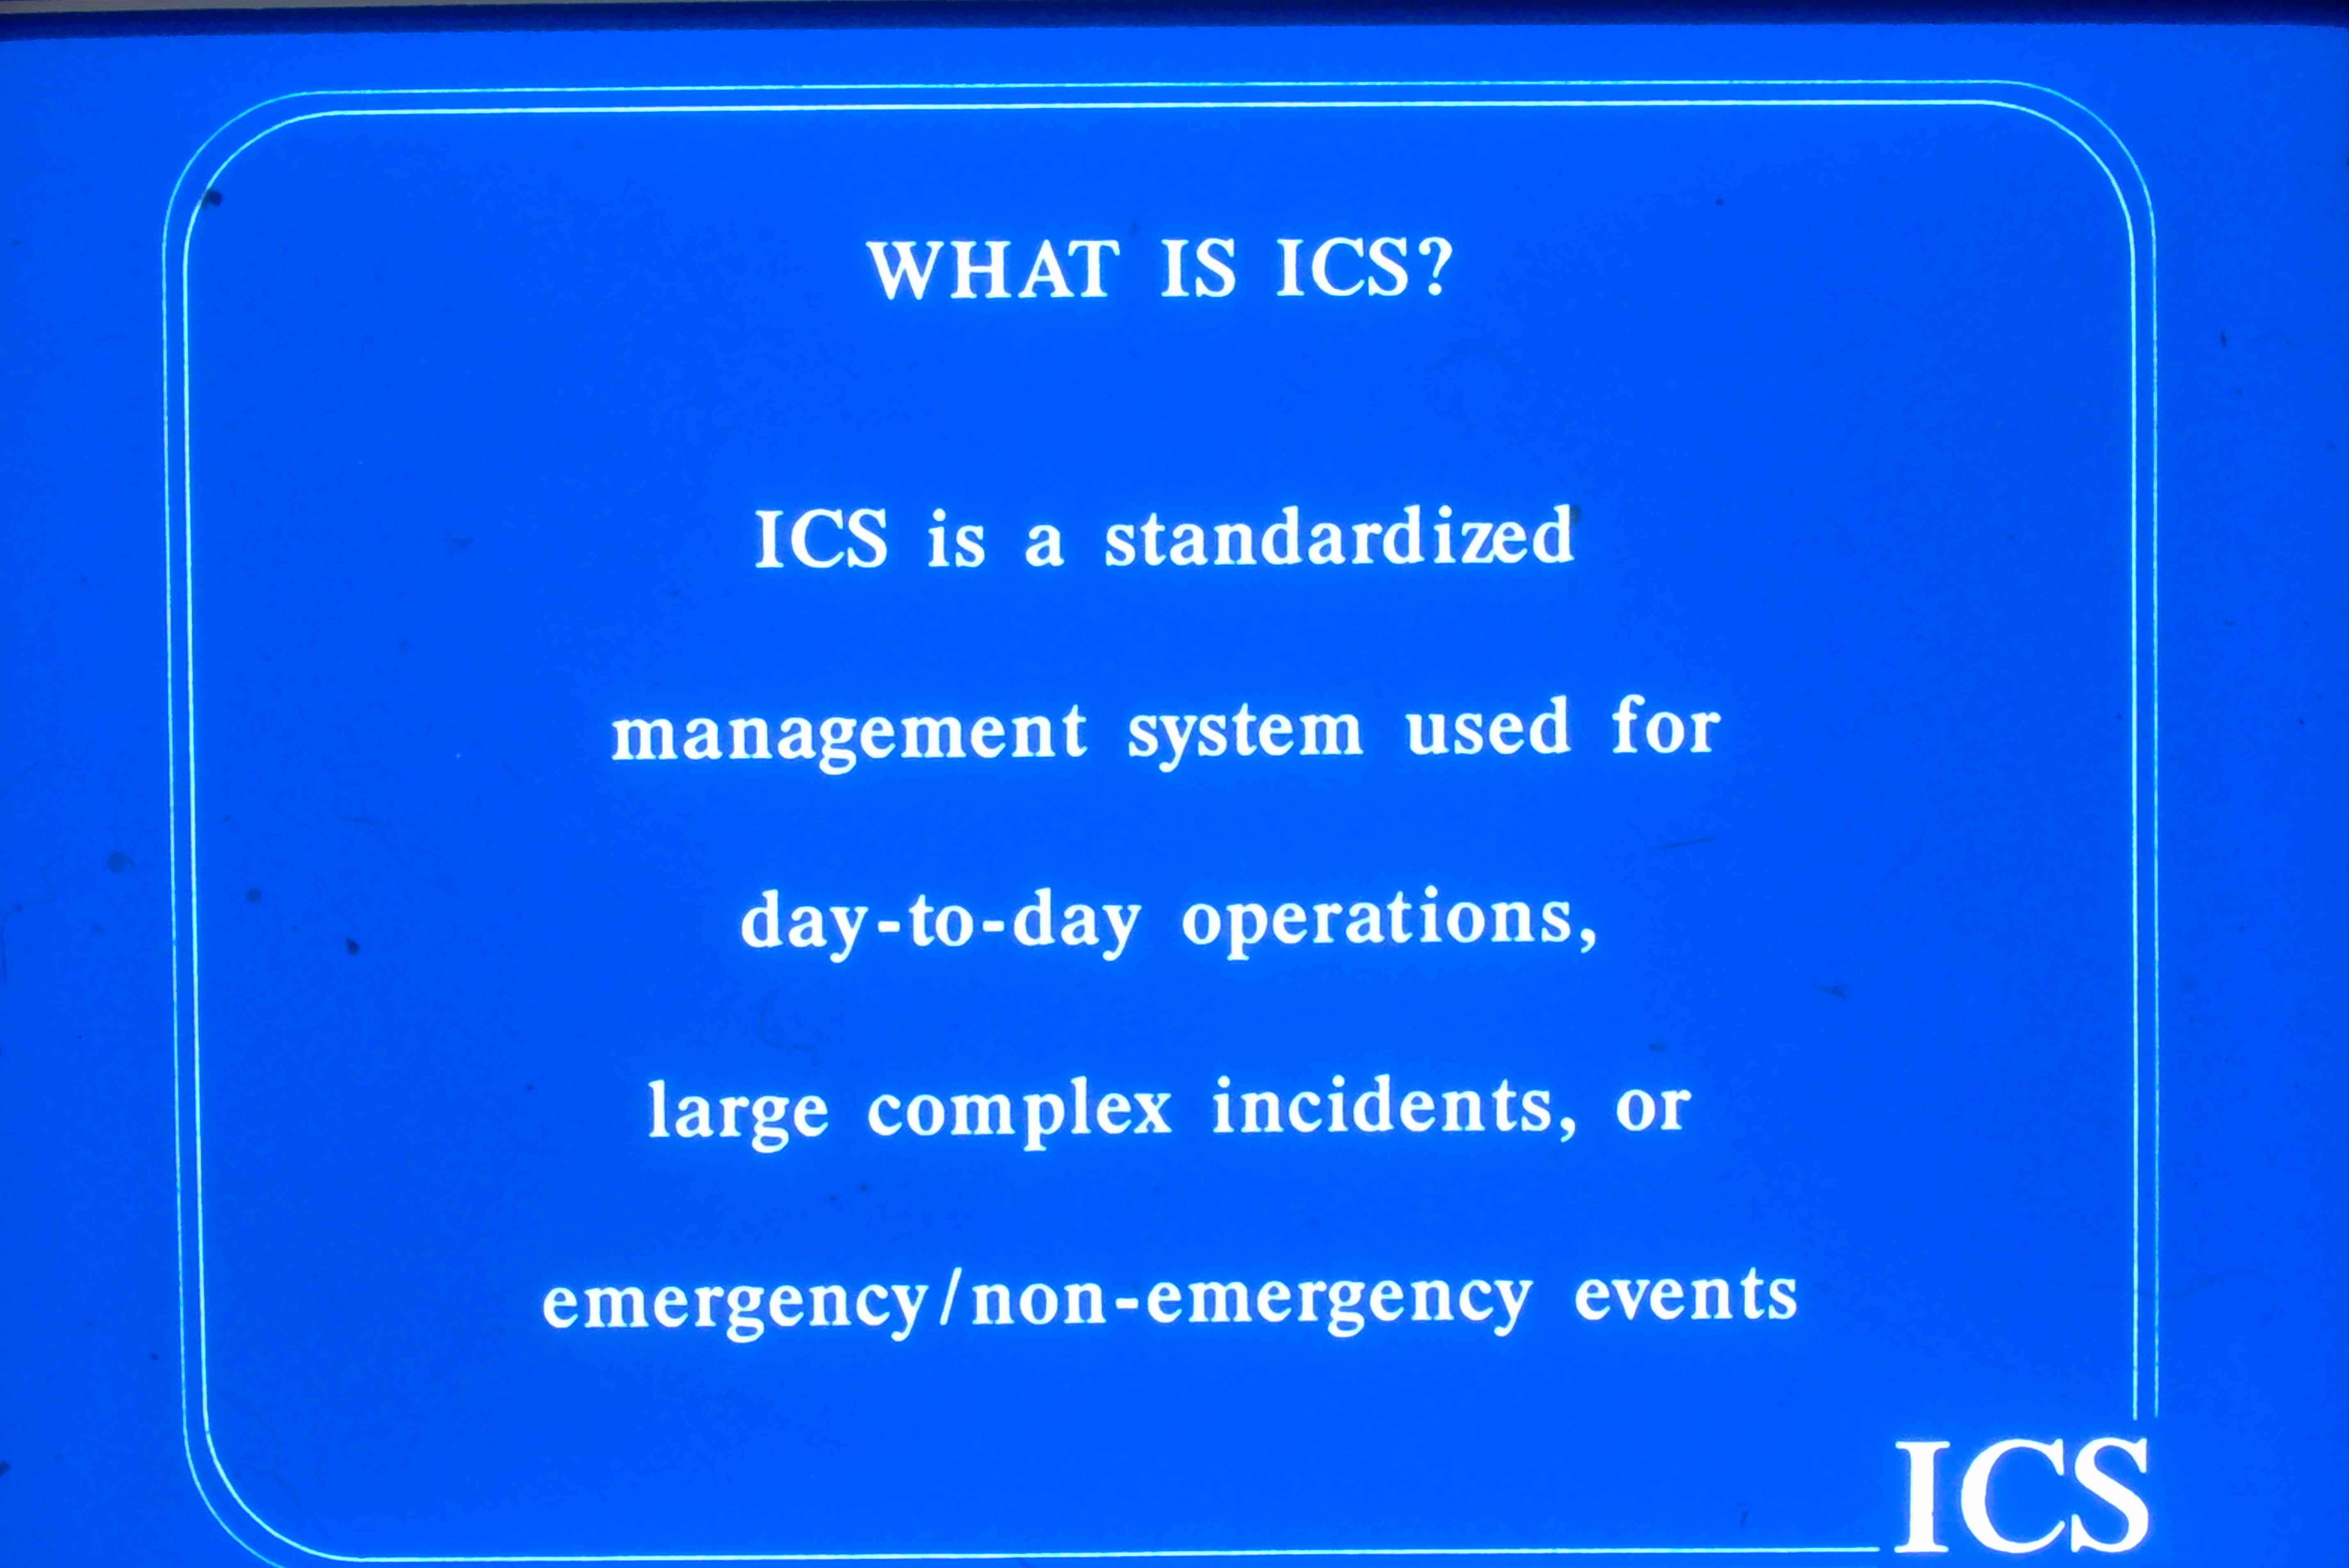 WHAT IS ICS?
ICS is a standardized
management system used for
day-to-day operations,
large complex incidents, or
emergency/non-emergency events
ICS